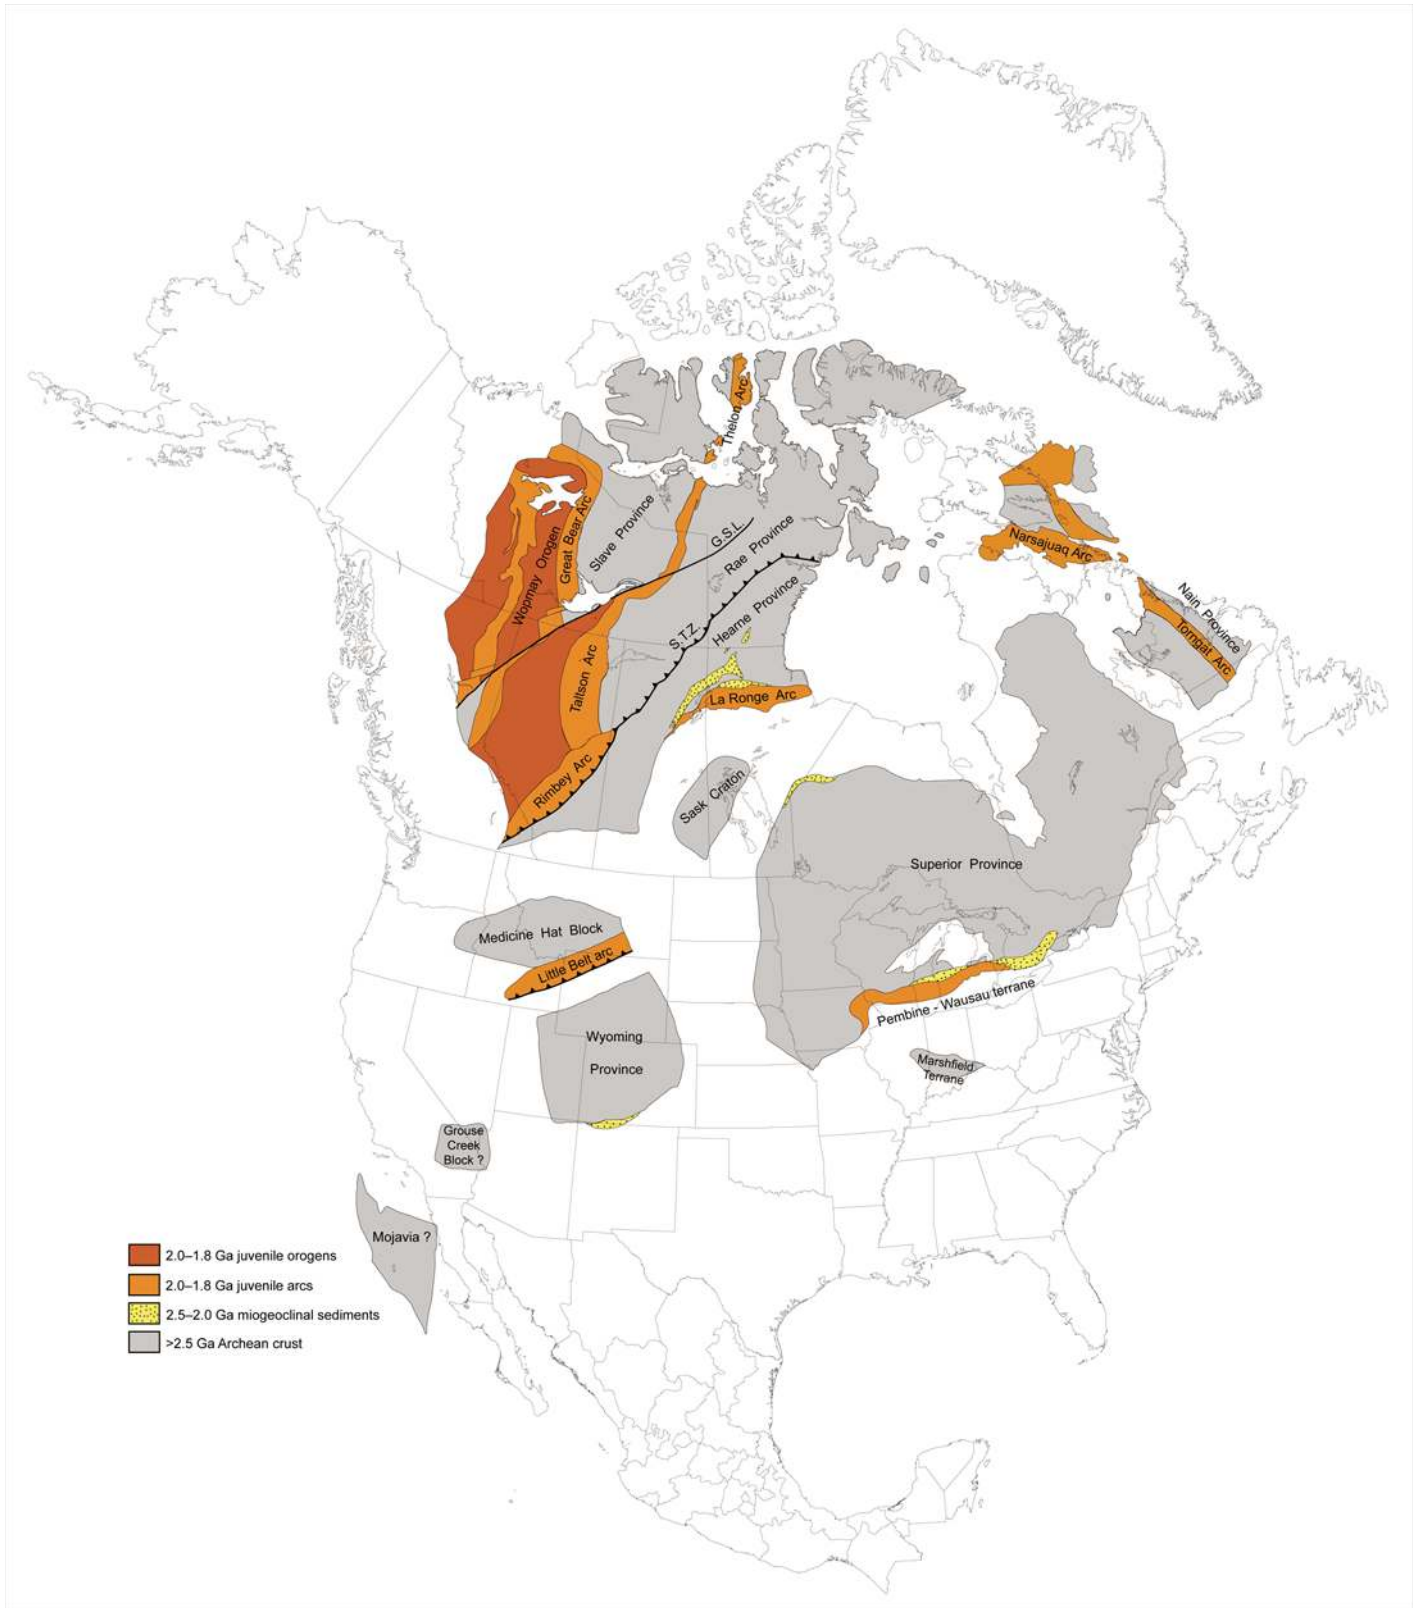 Thelon Arc
Great Bear Arc
Slave Province
Wopmay Orogen
G.S.L.
Rae Province
Narsajuaq Arc
Hearne Province
S.T.Z.
Nain Province
Torngat Arc
Taltson Arc
La Ronge Arc
Rimbey Arc
Sask Craton
Superior Province
Medicine Hat Block
Little Belt arc
Pembine - Wausau terrane
Wyoming
Province
Marshfield
Terrane
Grouse
Creek
Block ?
Mojavia ?
2.0–1.8 Ga juvenile orogens
2.0–1.8 Ga juvenile arcs
2.5–2.0 Ga miogeoclinal sediments
>2.5 Ga Archean crust